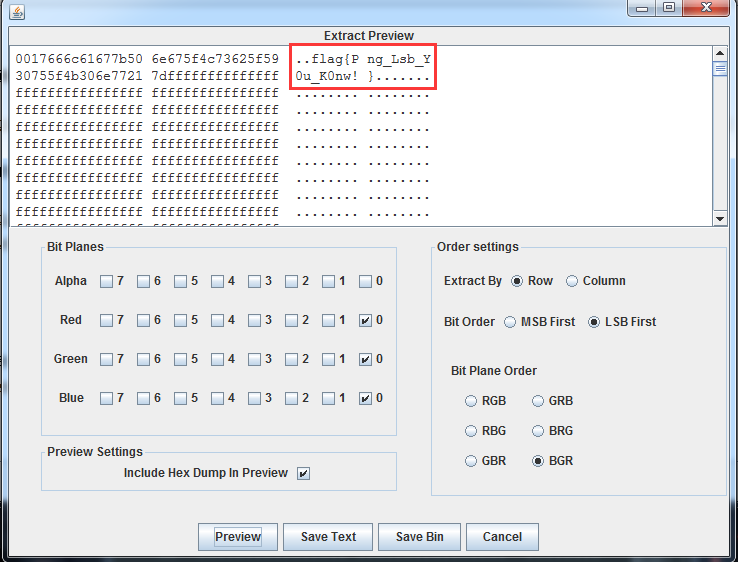 Extract Preview
0017666c61677b50 6e675f4c73625f59 ..flag{P ng_Lsb_Y
30755f4b306e7721 7dffffffffffffff 0u_K0nw! }.......
ffffffffffffffff ffffffffffffffff ........ ........
ffffffffffffffff ffffffffffffffff ........ ........
ffffffffffffffff ffffffffffffffff ........ ........
ffffffffffffffff ffffffffffffffff ........ ........
ffffffffffffffff ffffffffffffffff ........ ........
ffffffffffffffff ffffffffffffffff ........ ........
ffffffffffffffff ffffffffffffffff ........ ........
ffffffffffffffff ffffffffffffffff ........ ........
Bit Planes
Alpha 7 6 5 4 3 2 1 0
Red 7 6 5 4 3 2 1 0
Green 7 6 5 4 3 2 1 0
Blue 7 6 5 4 3 2 1 0
Preview Settings
Include Hex Dump In Preview
Order settings
Extract By Row Column
Bit Order MSB First LSB First
Bit Plane Order
RGB GRB
RBG BRG
GBR BGR
Preview Save Text Save Bin Cancel